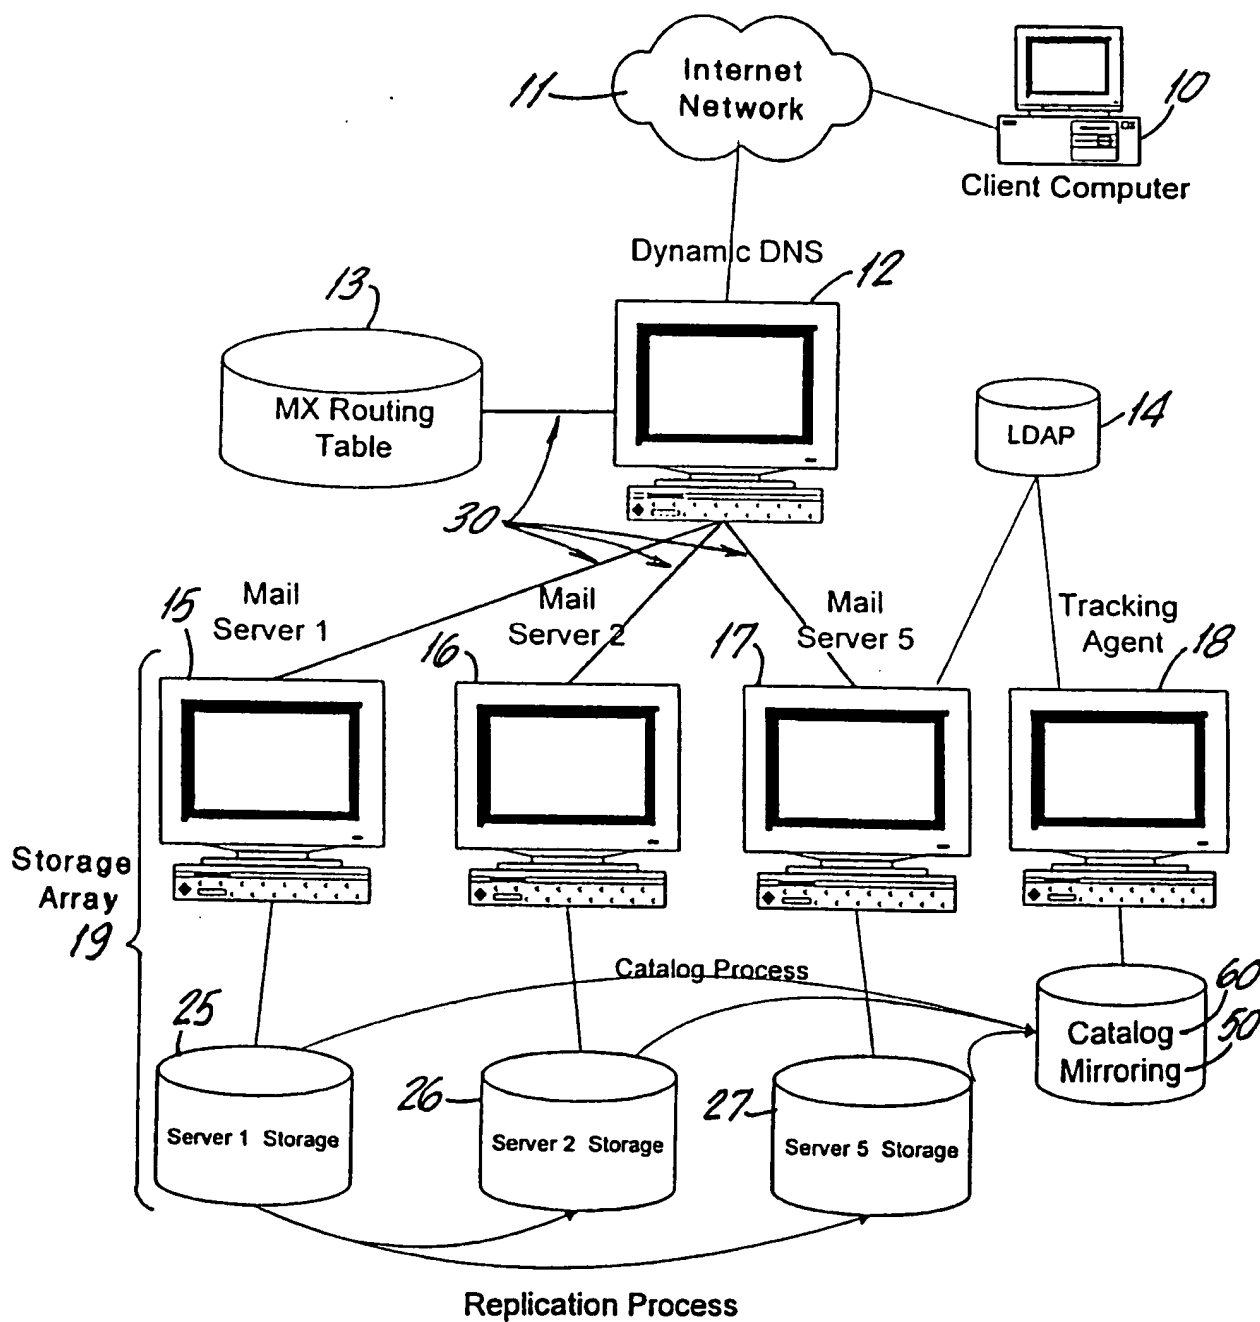 11
Internet
Network
10
Client Computer
Dynamic DNS
12
13
MX Routing
Table
14
LDAP
30
15
Mail
Server 1
Mail
Server 2
16
Mail
Server 5
17
Tracking
Agent
18
Storage
Array
19
Catalog Process
25
26
27
Catalog
Mirroring
60
50
Server 1 Storage
Server 2 Storage
Server 5 Storage
Replication Process